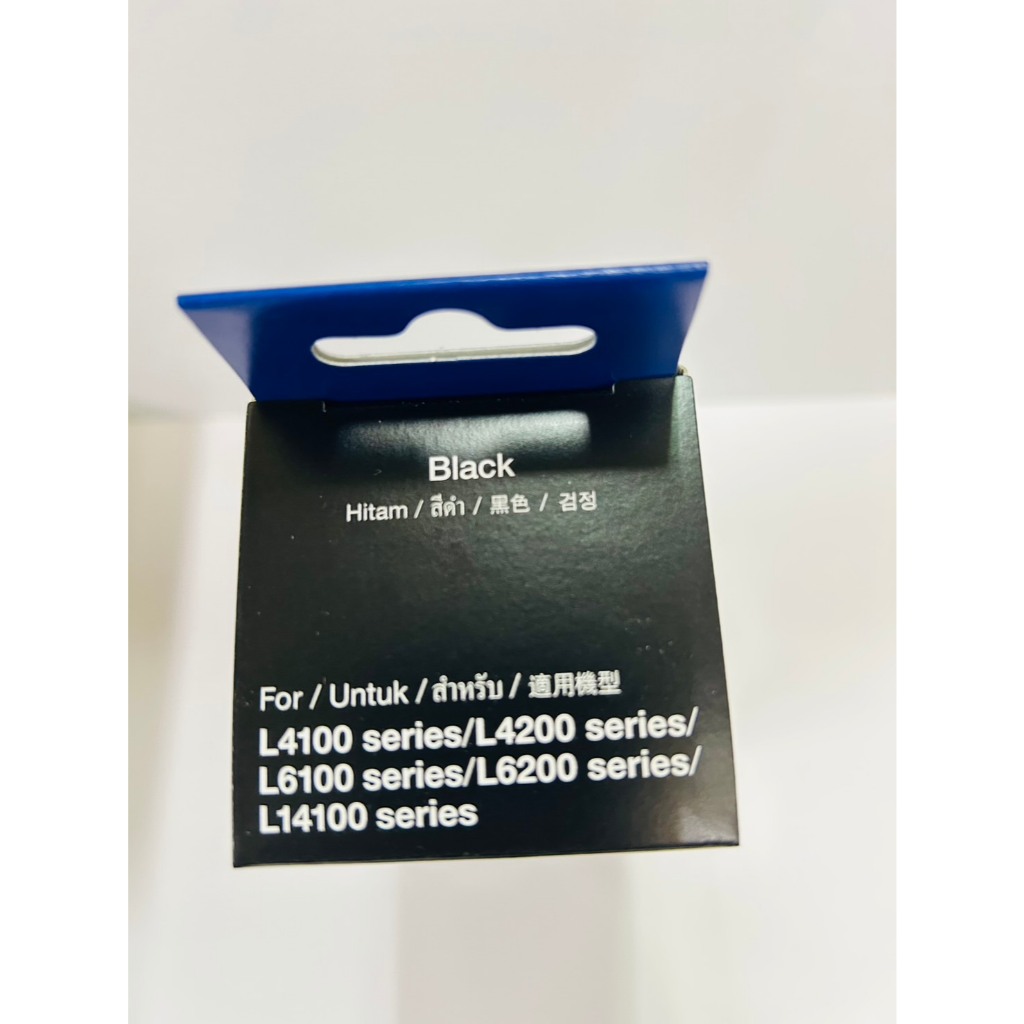 Black
Hitam / สีดำ / 黑色 / 검정
For / Untuk / สำหรับ / 適用機型
L4100 series/L4200 series/
L6100 series/L6200 series/
L14100 series